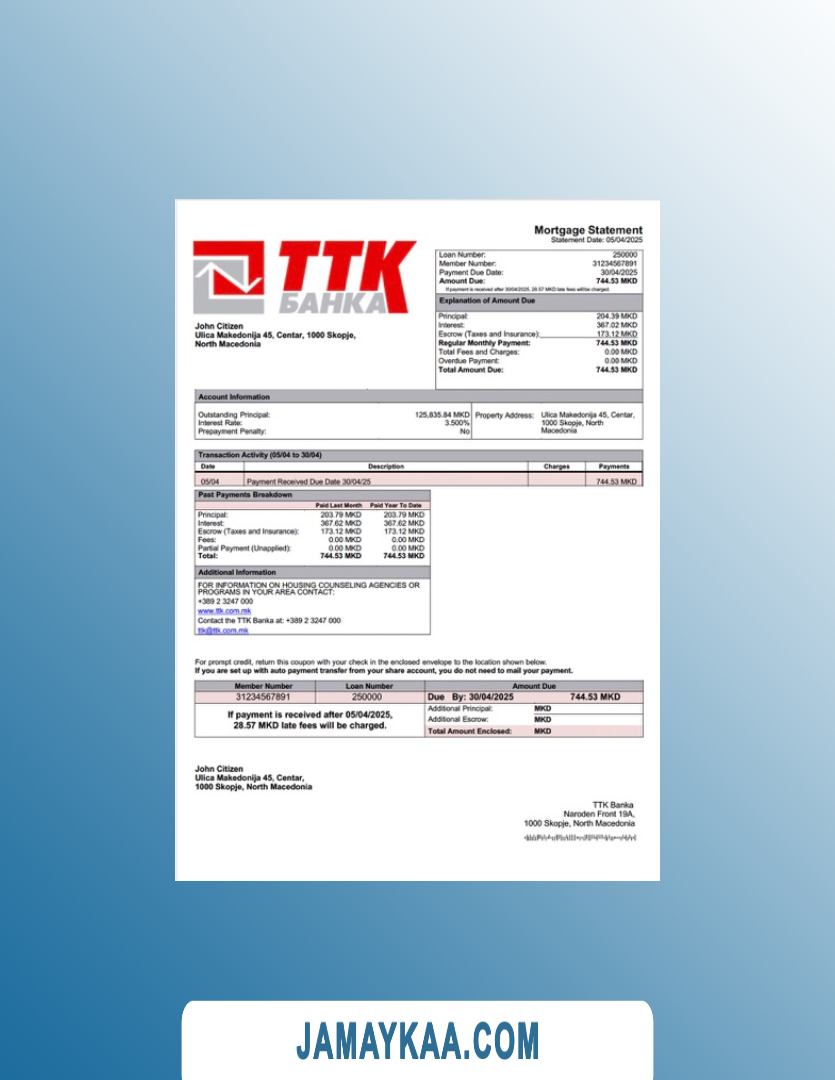 Mortgage Statement
Statement Date: 05/04/2025
TTK
БАНКА
Loan Number: 250000
Member Number: 31234567891
Payment Due Date: 30/04/2025
Amount Due: 744.53 MKD
If payment is received after 30/04/2025, 28.57 MKD late fees will be charged.
Explanation of Amount Due
Principal: 204.39 MKD
Interest: 367.02 MKD
Escrow (Taxes and Insurance): 173.12 MKD
Regular Monthly Payment: 744.53 MKD
Total Fees and Charges: 0.00 MKD
Overdue Payment: 0.00 MKD
Total Amount Due: 744.53 MKD
John Citizen
Ulica Makedonija 45, Centar, 1000 Skopje,
North Macedonia
Account Information
Outstanding Principal: 125,835.84 MKD
Interest Rate: 3.500%
Prepayment Penalty: No
Property Address: Ulica Makedonija 45, Centar,
1000 Skopje, North
Macedonia
Transaction Activity (05/04 to 30/04)
Date Description Charges Payments
05/04 Payment Received Due Date 30/04/25 744.53 MKD
Past Payments Breakdown
Paid Last Month Paid Year To Date
Principal: 203.79 MKD 203.79 MKD
Interest: 367.62 MKD 367.62 MKD
Escrow (Taxes and Insurance): 173.12 MKD 173.12 MKD
Fees: 0.00 MKD 0.00 MKD
Partial Payment (Unapplied): 0.00 MKD 0.00 MKD
Total: 744.53 MKD 744.53 MKD
Additional Information
FOR INFORMATION ON HOUSING COUNSELING AGENCIES OR
PROGRAMS IN YOUR AREA CONTACT:
+389 2 3247 000
www.ttk.com.mk
Contact the TTK Banka at: +389 2 3247 000
ttk@ttk.com.mk
For prompt credit, return this coupon with your check in the enclosed envelope to the location shown below.
If you are set up with auto payment transfer from your share account, you do not need to mail your payment.
Member Number Loan Number Amount Due
31234567891 250000 Due By: 30/04/2025 744.53 MKD
If payment is received after 05/04/2025,
28.57 MKD late fees will be charged.
Additional Principal: MKD
Additional Escrow: MKD
Total Amount Enclosed: MKD
John Citizen
Ulica Makedonija 45, Centar,
1000 Skopje, North Macedonia
TTK Banka
Naroden Front 19A,
1000 Skopje, North Macedonia
JAMAYKAA.COM